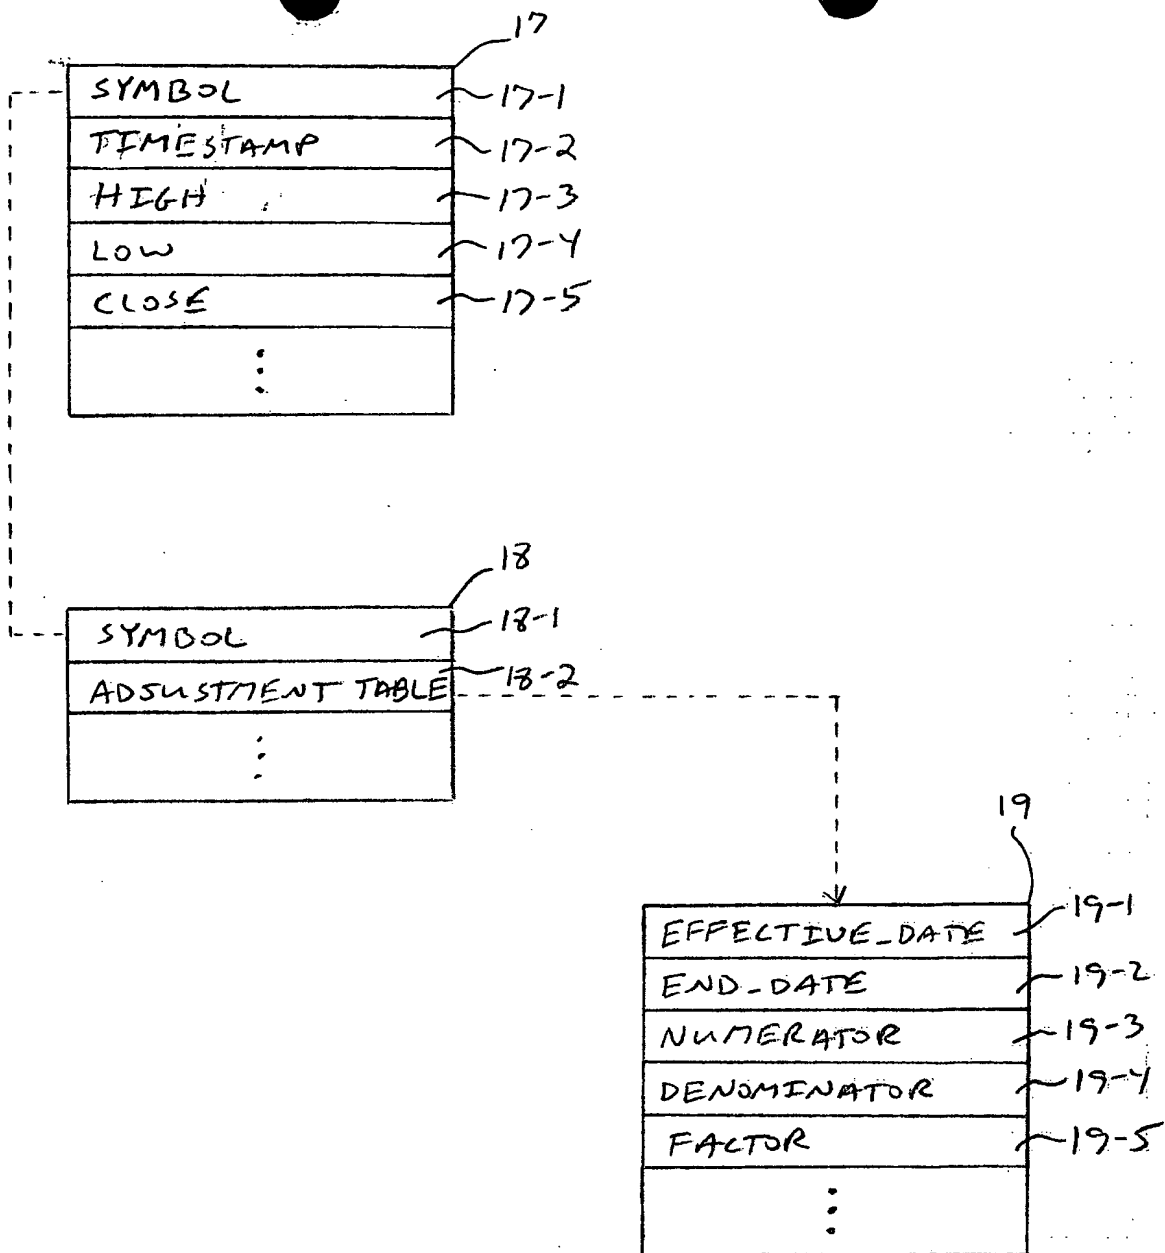 17
SYMBOL 17-1
TIMESTAMP 17-2
HIGH 17-3
LOW 17-4
CLOSE 17-5
18
SYMBOL 18-1
ADJUSTMENT TABLE 18-2
19
EFFECTIVE_DATE 19-1
END_DATE 19-2
NUMERATOR 19-3
DENOMINATOR 19-4
FACTOR 19-5